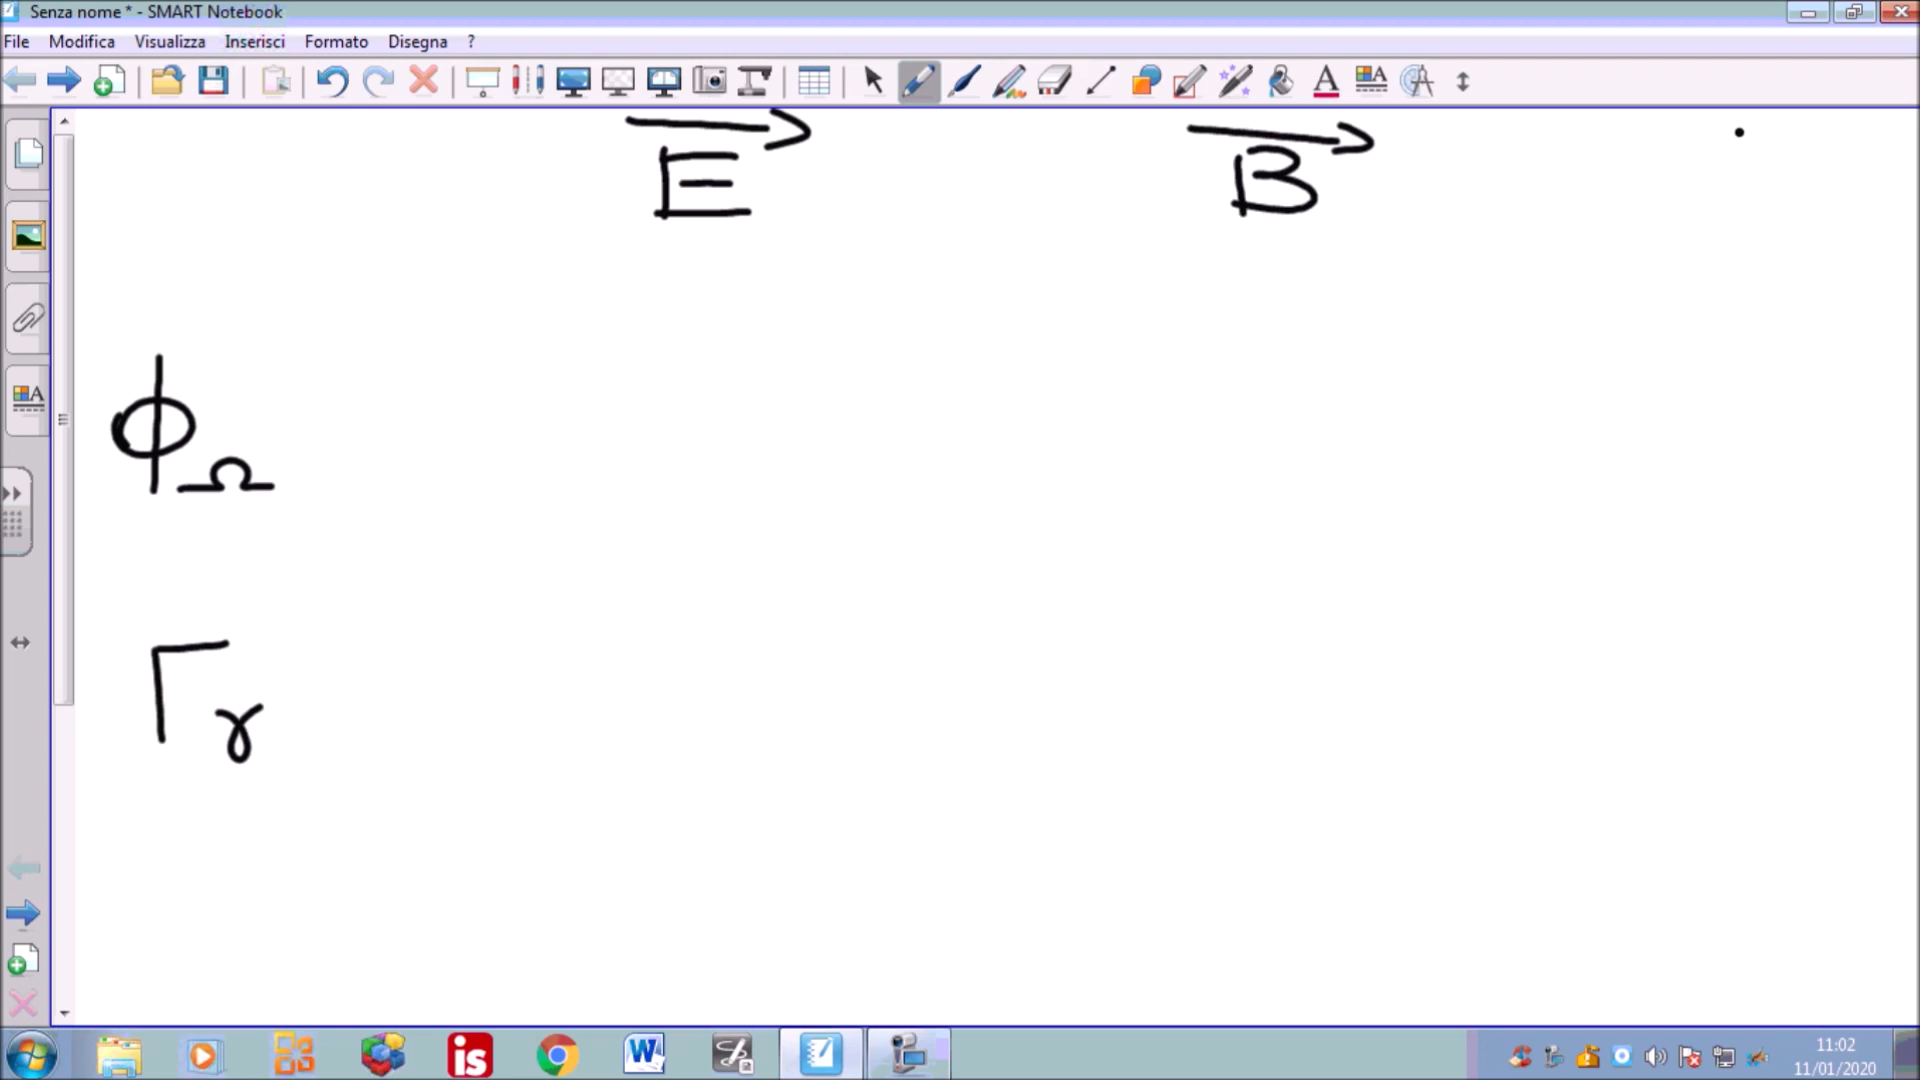 Senza nome * - SMART Notebook
File Modifica Visualizza Inserisci Formato Disegna ?
E B
ϕ_Ω
Γ_γ
11:02
11/01/2020